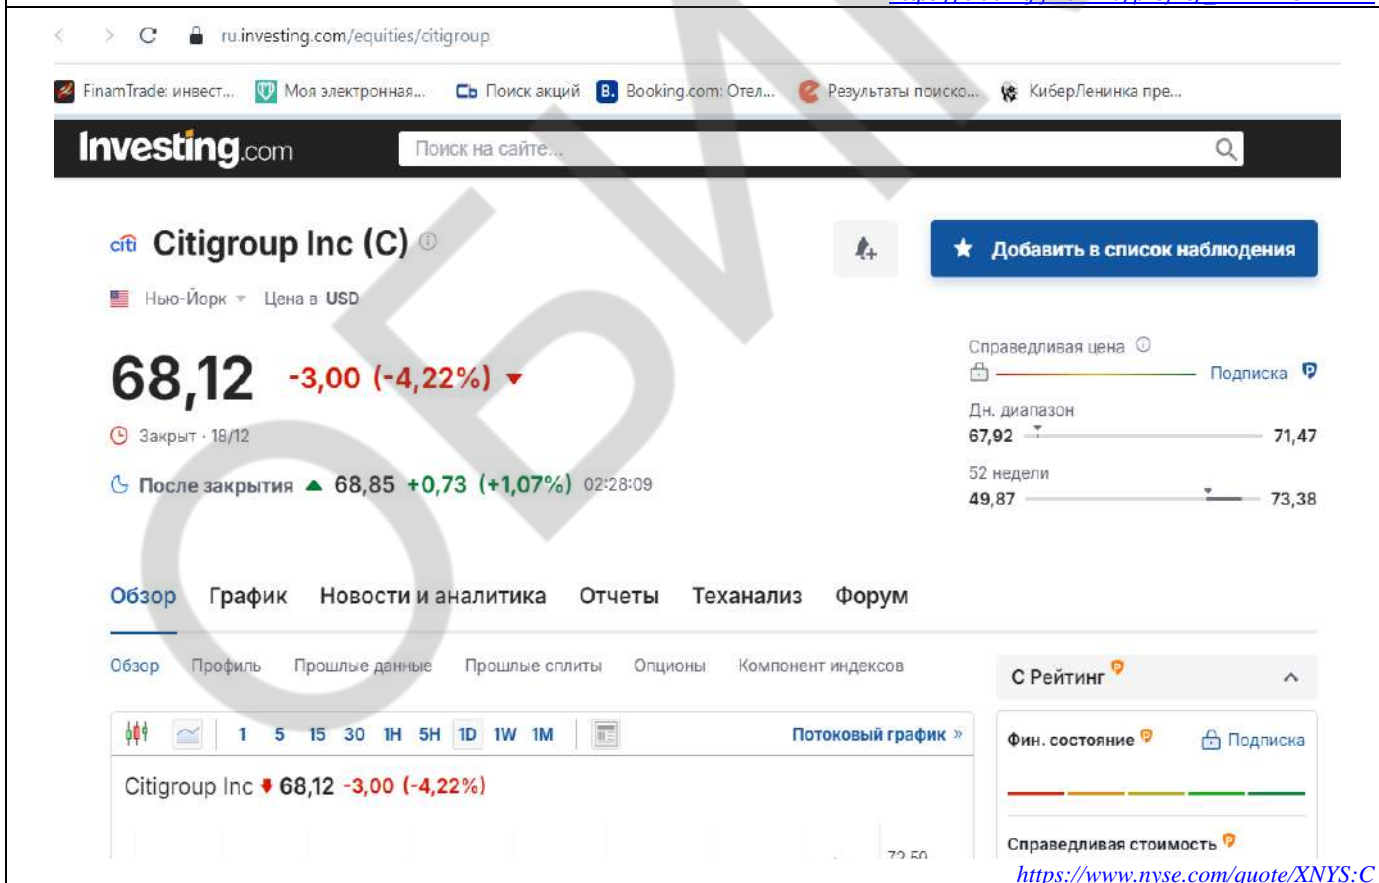 ru.investing.com/equities/citigroup
FinamTrade: инвест... Моя электронная... Поиск акций B. Booking.com: Отел... Результаты поиско... КиберЛенинка пре...
Investing.com Поиск на сайте...
citi Citigroup Inc (C)
Добавить в список наблюдения
Нью-Йорк Цена в USD
68,12 -3,00 (-4,22%)
Закрыт · 18/12
После закрытия 68,85 +0,73 (+1,07%) 02:28:09
Справедливая цена
Подписка
Дн. диапазон
67,92 71,47
52 недели
49,87 73,38
Обзор График Новости и аналитика Отчеты Теханализ Форум
Обзор Профиль Прошлые данные Прошлые сплиты Опционы Компонент индексов
1 5 15 30 1H 5H 1D 1W 1M Потоковый график »
Citigroup Inc 68,12 -3,00 (-4,22%)
C Рейтинг
Фин. состояние Подписка
Справедливая стоимость
https://www.nyse.com/quote/XNYS:C